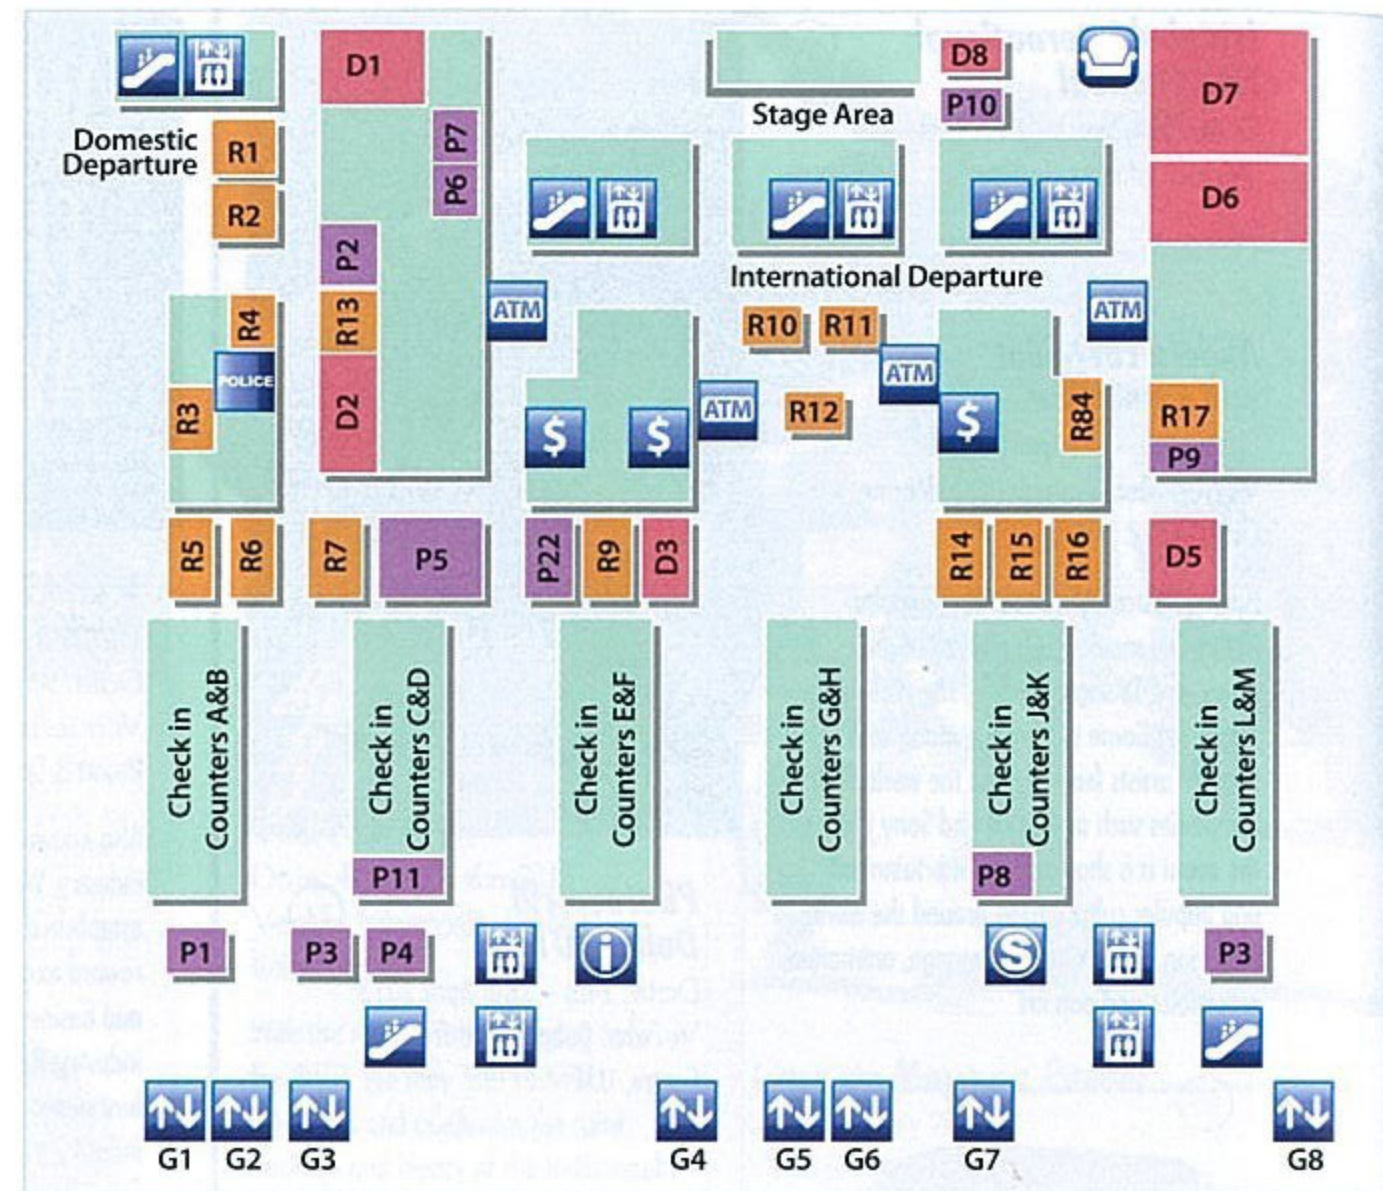 D1
D8
D7
P10
Stage Area
Domestic
Departure
R1
P7
R2
P6
D6
P2
International Departure
R4
R13
ATM
R10
R11
ATM
POLICE
ATM
R3
D2
$
$
ATM
R12
$
R84
R17
P9
R5
R6
R7
P5
P22
R9
D3
R14
R15
R16
D5
Check in
Counters A&B
Check in
Counters C&D
Check in
Counters E&F
Check in
Counters G&H
Check in
Counters J&K
Check in
Counters L&M
P11
P8
P1
P3
P4
i
S
P3
G1
G2
G3
G4
G5
G6
G7
G8